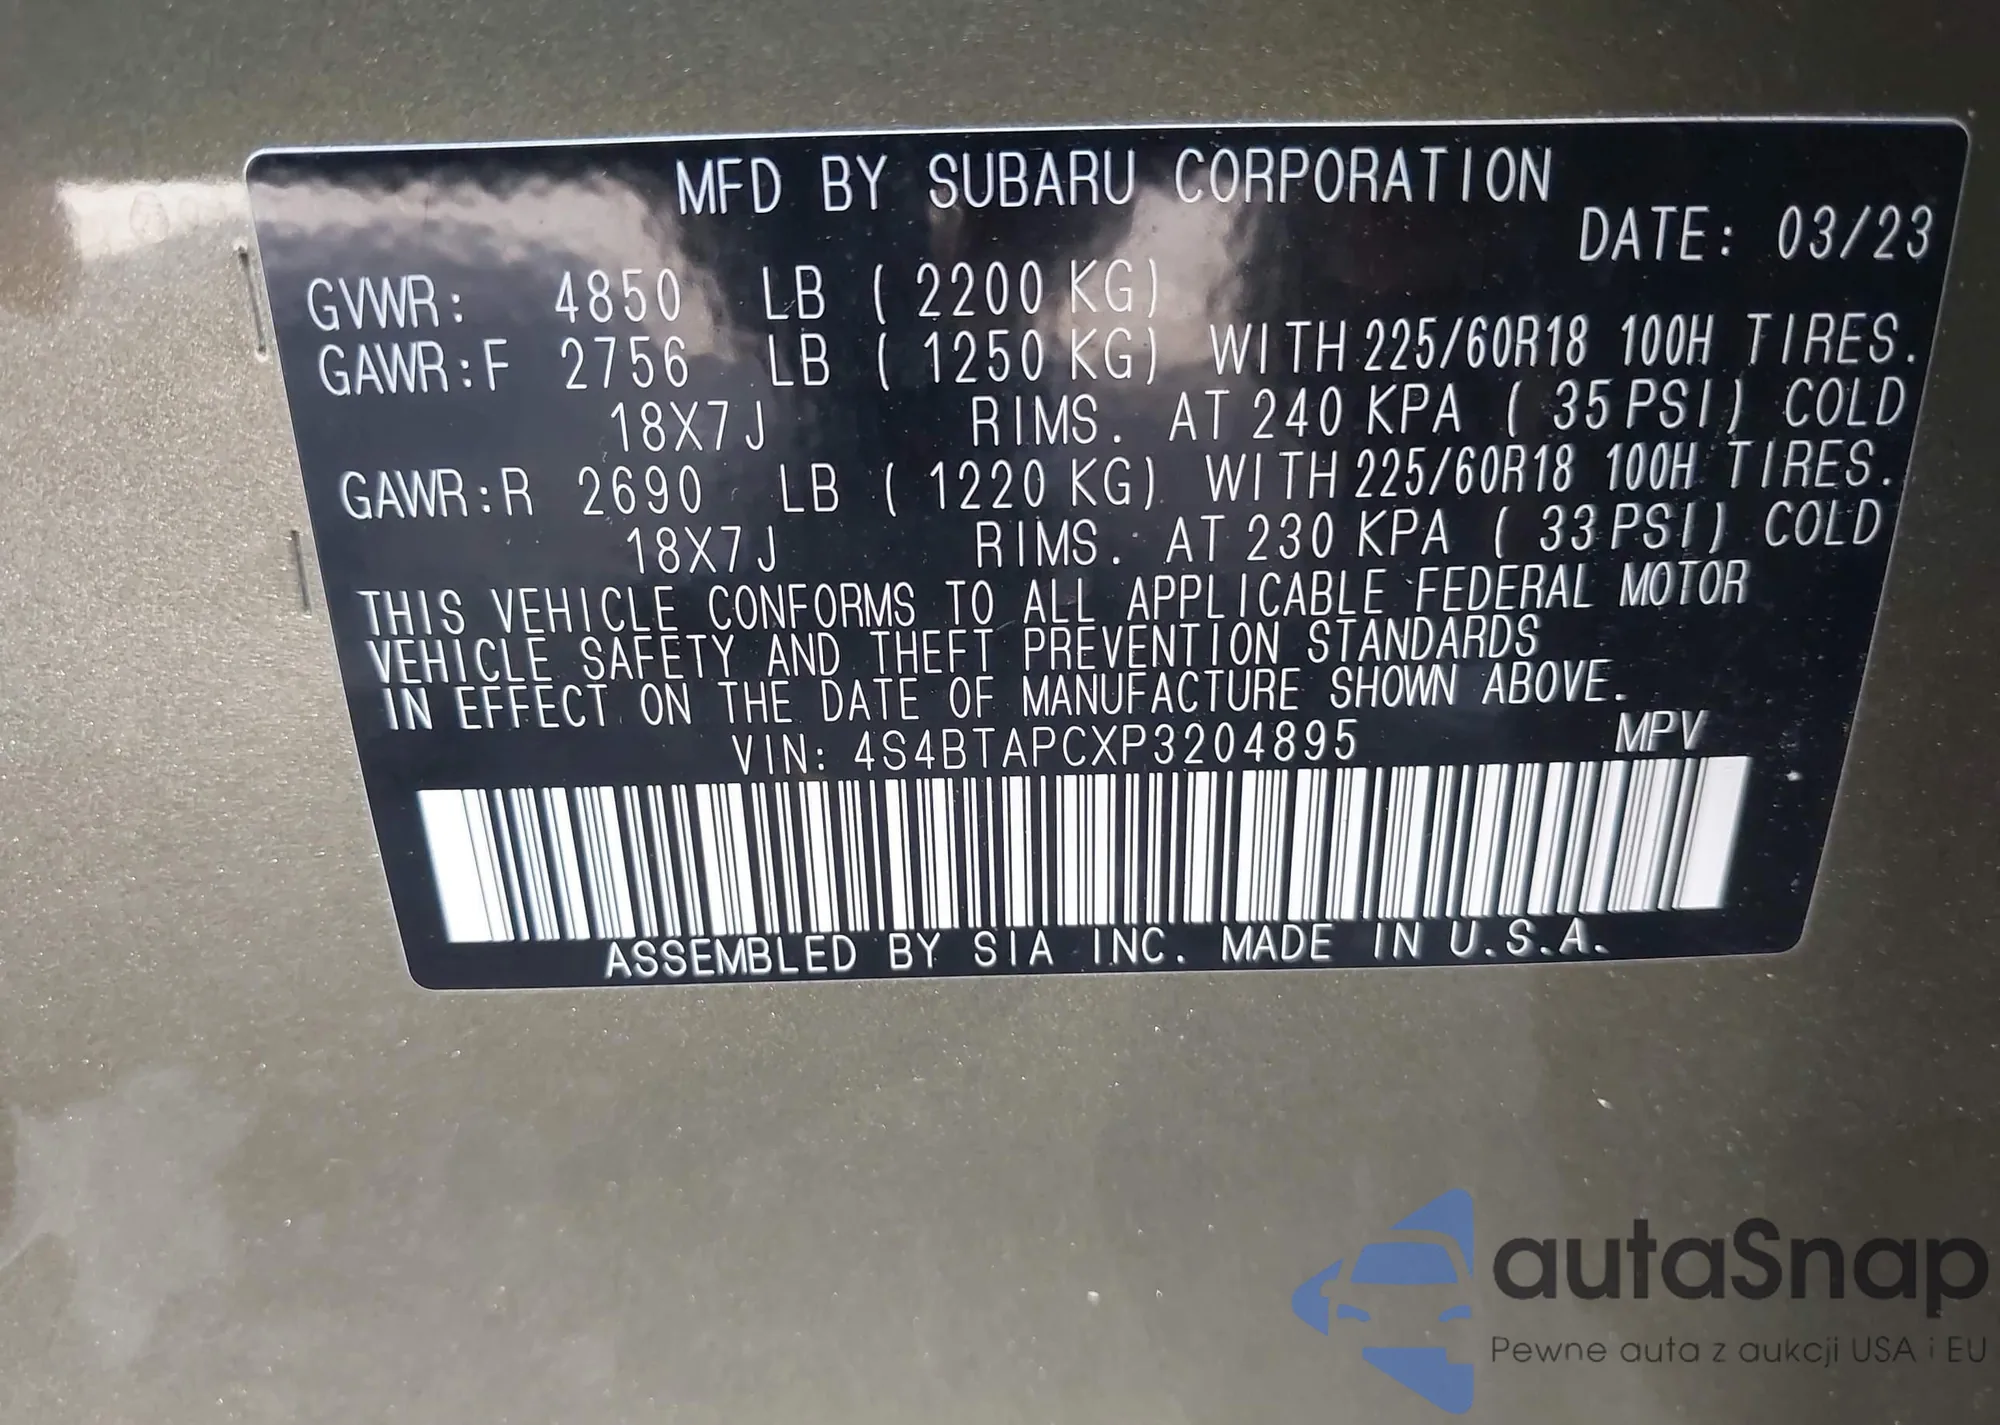 MFD BY SUBARU CORPORATION
DATE: 03/23
GVWR: 4850 LB ( 2200 KG)
GAWR:F 2756 LB ( 1250 KG) WITH 225/60R18 100H TIRES.
18X7J RIMS. AT 240 KPA ( 35 PSI) COLD
GAWR:R 2690 LB ( 1220 KG) WITH 225/60R18 100H TIRES.
18X7J RIMS. AT 230 KPA ( 33 PSI) COLD
THIS VEHICLE CONFORMS TO ALL APPLICABLE FEDERAL MOTOR
VEHICLE SAFETY AND THEFT PREVENTION STANDARDS
IN EFFECT ON THE DATE OF MANUFACTURE SHOWN ABOVE.
VIN: 4S4BTAPCXP3204895 MPV
ASSEMBLED BY SIA INC. MADE IN U.S.A.
autaSnap
Pewne auta z aukcji USA i EU